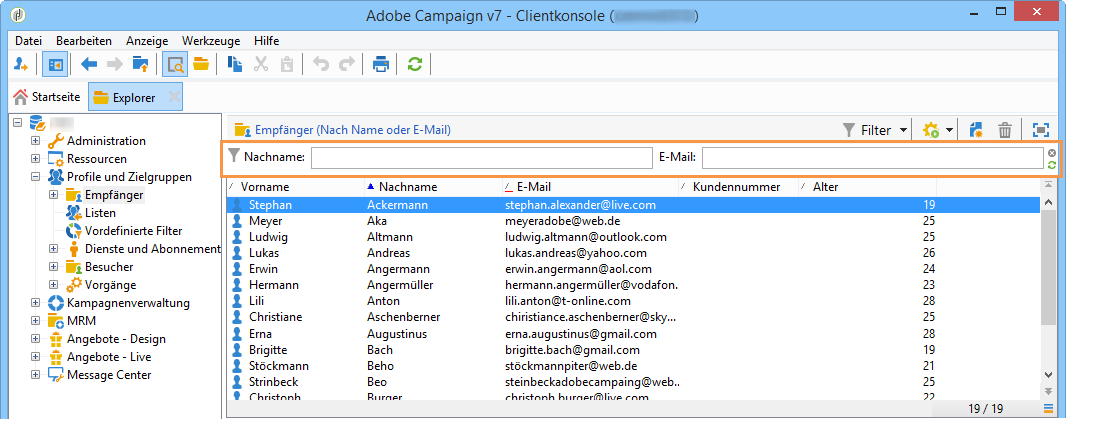 Adobe Campaign v7 - Clientkonsole ( )
Datei Bearbeiten Anzeige Werkzeuge Hilfe
Startseite Explorer
Administration
Ressourcen
Profile und Zielgruppen
Empfänger
Listen
Vordefinierte Filter
Dienste und Abonnement
Besucher
Vorgänge
Kampagnenverwaltung
MRM
Angebote - Design
Angebote - Live
Message Center
Empfänger (Nach Name oder E-Mail) Filter
Nachname: E-Mail:
Vorname Nachname E-Mail Kundennummer Alter
Stephan Ackermann stephan.alexander@live.com 19
Meyer Aka meyeradobe@web.de 25
Ludwig Altmann ludwig.altmann@outlook.com 25
Lukas Andreas lukas.andreas@yahoo.com 26
Erwin Angermann erwin.angermann@aol.com 24
Hermann Angermüller hermann.angermüller@vodafon.. 23
Lili Anton lili.anton@t-online.com 28
Christiane Aschenberner chiristiance.aschenberner@sky... 25
Erna Augustinus erna.augustinus@gmail.com 28
Brigitte Bach brigitte.bach@gmail.com 19
Stöckmann Beho stöckmannpiter@web.de 21
Strinbeck Beo steinbeckadobecampaing@web.. 25
Christoph Burger christoph.burger@live.com 22
19 / 19